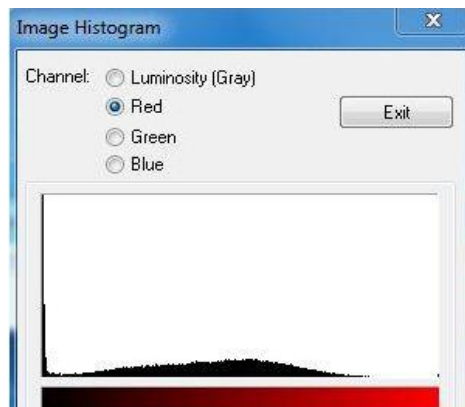 Image Histogram
Channel: Luminosity (Gray)
Red
Exit
Green
Blue